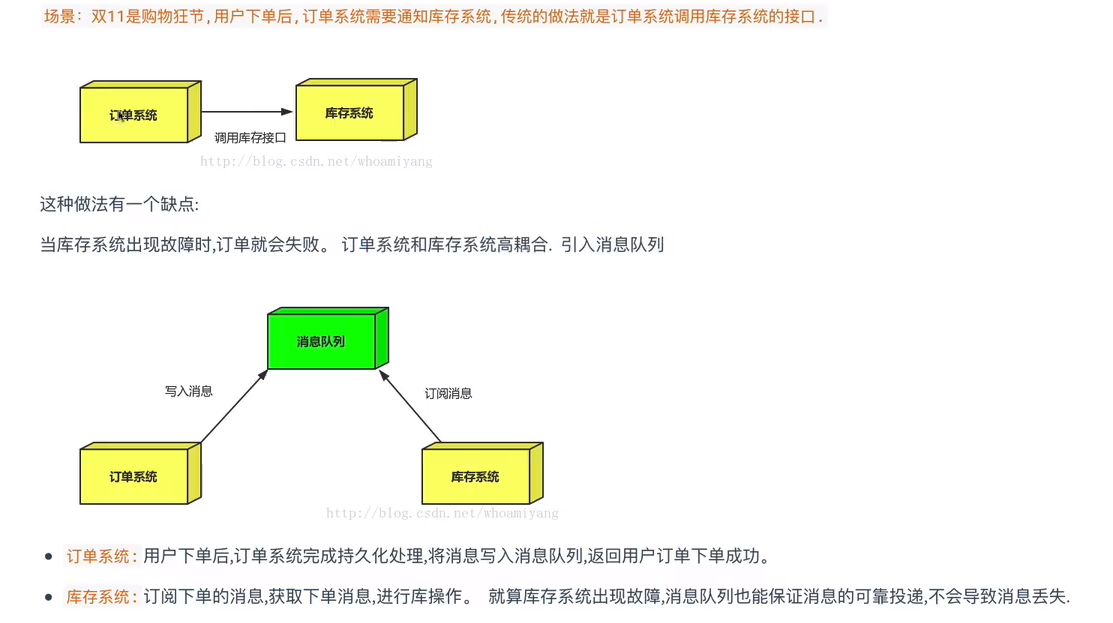 场景：双11是购物狂节,用户下单后,订单系统需要通知库存系统,传统的做法就是订单系统调用库存系统的接口.
订单系统
库存系统
调用库存接口
http://blog.csdn.net/whoamiyang
这种做法有一个缺点:
当库存系统出现故障时,订单就会失败。 订单系统和库存系统高耦合. 引入消息队列
消息队列
写入消息
订阅消息
订单系统
库存系统
http://blog.csdn.net/whoamiyang
订单系统:用户下单后,订单系统完成持久化处理,将消息写入消息队列,返回用户订单下单成功。
库存系统:订阅下单的消息,获取下单消息,进行库操作。 就算库存系统出现故障,消息队列也能保证消息的可靠投递,不会导致消息丢失.